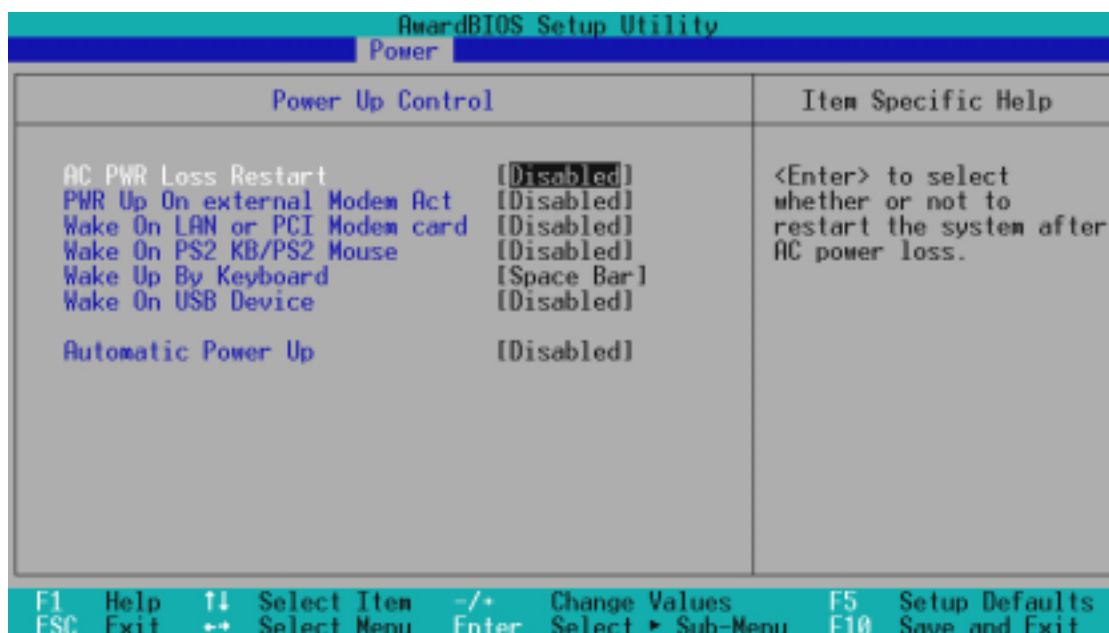 AwardBIOS Setup Utility
Power
Power Up Control
Item Specific Help
AC PWR Loss Restart [Disabled]
PWR Up On external Modem Act [Disabled]
Wake On LAN or PCI Modem card [Disabled]
Wake On PS2 KB/PS2 Mouse [Disabled]
Wake Up By Keyboard [Space Bar]
Wake On USB Device [Disabled]
Automatic Power Up [Disabled]
<Enter> to select
whether or not to
restart the system after
AC power loss.
F1 Help ↑↓ Select Item -/+ Change Values F5 Setup Defaults
ESC Exit ←→ Select Menu Enter Select ► Sub-Menu F10 Save and Exit